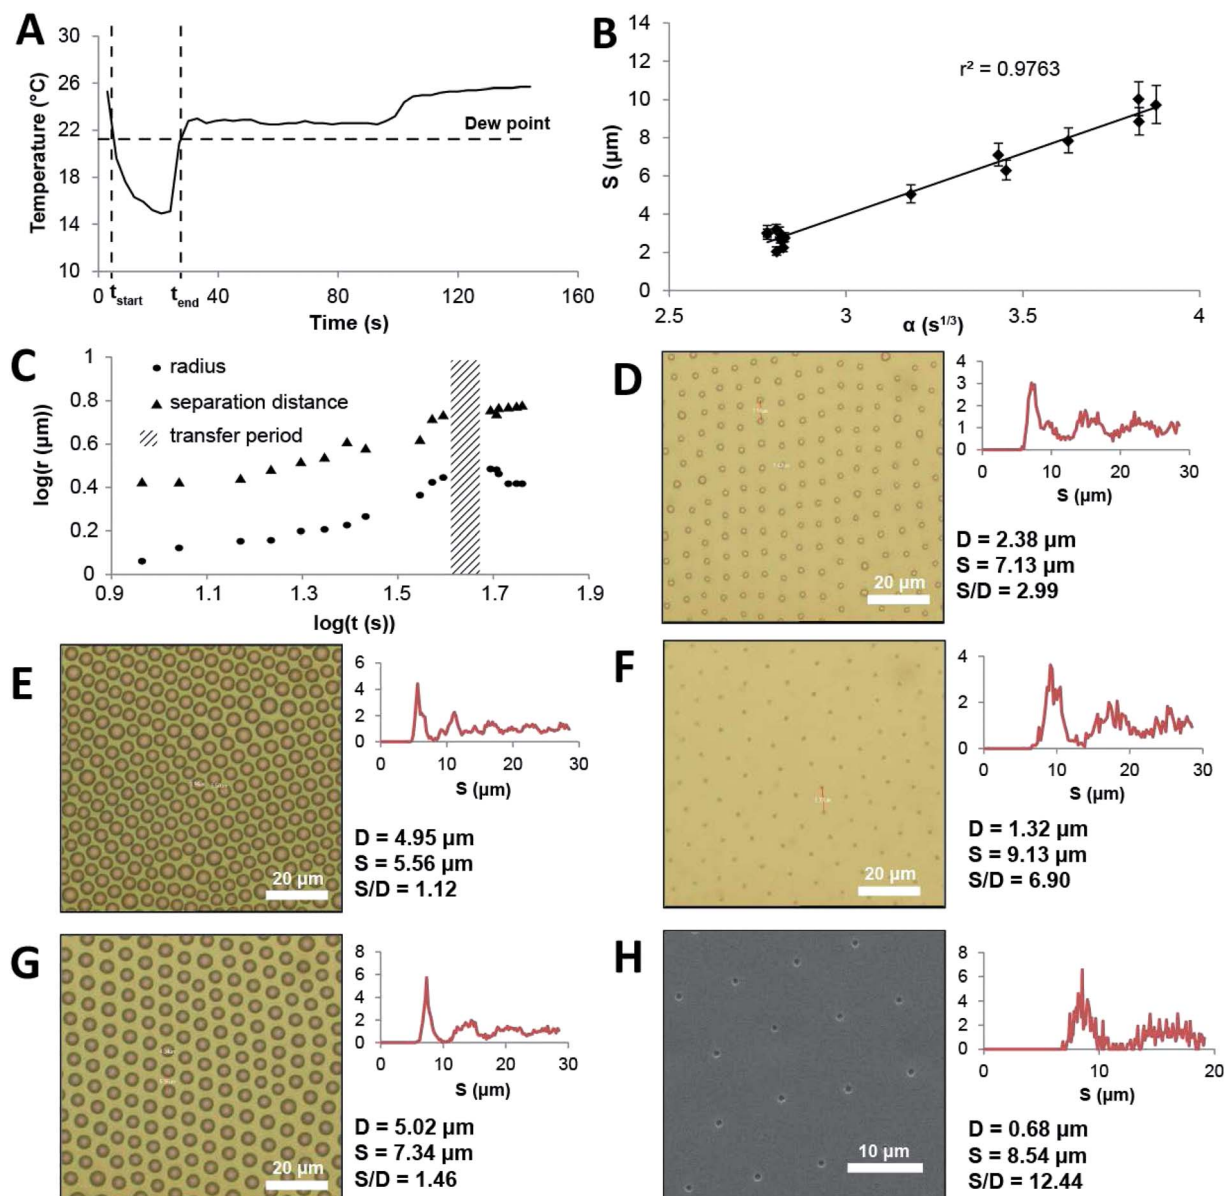 A
30
26
22
18
14
10
Temperature (°C)
Dew point
0
t_start
t_end
40
80
120
160
Time (s)
B
14
12
10
8
6
4
2
0
S (µm)
r² = 0.9763
2.5
3
3.5
4
α (s^1/3)
C
1
0.8
0.6
0.4
0.2
0
log(r (µm))
radius
separation distance
transfer period
0.9
1.1
1.3
1.5
1.7
1.9
log(t (s))
D
20 µm
4
3
2
1
0
0
10
20
30
S (µm)
D = 2.38 µm
S = 7.13 µm
S/D = 2.99
E
20 µm
6
4
2
0
0
10
20
30
S (µm)
D = 4.95 µm
S = 5.56 µm
S/D = 1.12
F
20 µm
4
2
0
0
10
20
30
S (µm)
D = 1.32 µm
S = 9.13 µm
S/D = 6.90
G
20 µm
8
6
4
2
0
0
10
20
30
S (µm)
D = 5.02 µm
S = 7.34 µm
S/D = 1.46
H
10 µm
8
6
4
2
0
0
10
20
S (µm)
D = 0.68 µm
S = 8.54 µm
S/D = 12.44